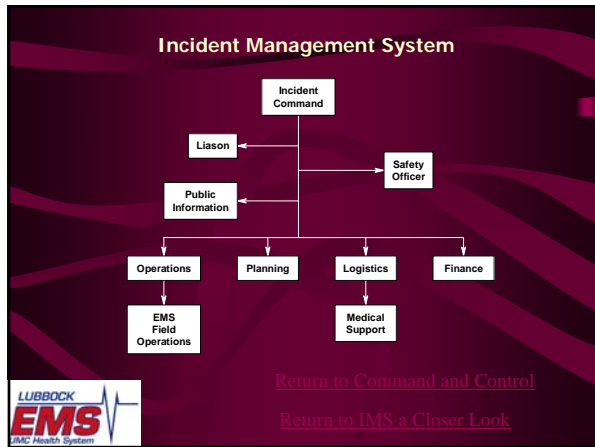 Incident Management System
Incident
Command
Liason
Safety
Officer
Public
Information
Operations
Planning
Logistics
Finance
EMS
Field
Operations
Medical
Support
Return to Command and Control
Return to IMS a Closer Look
LUBBOCK
EMS
UMC Health System